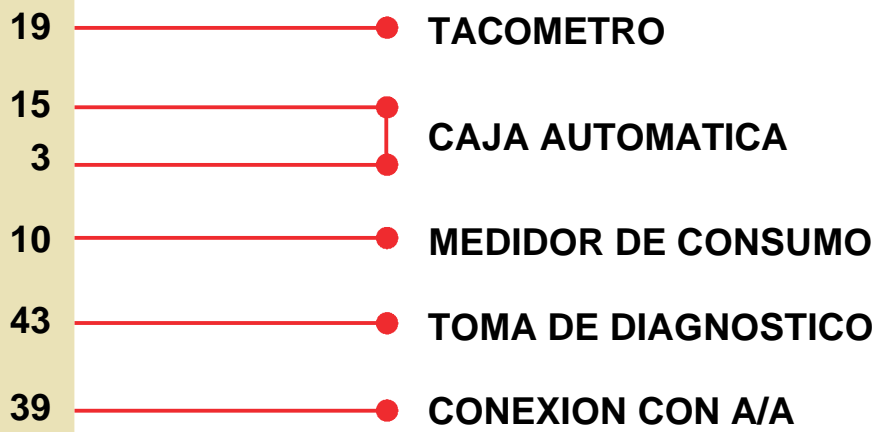 19 TACOMETRO
15
CAJA AUTOMATICA
3
10 MEDIDOR DE CONSUMO
43 TOMA DE DIAGNOSTICO
39 CONEXION CON A/A